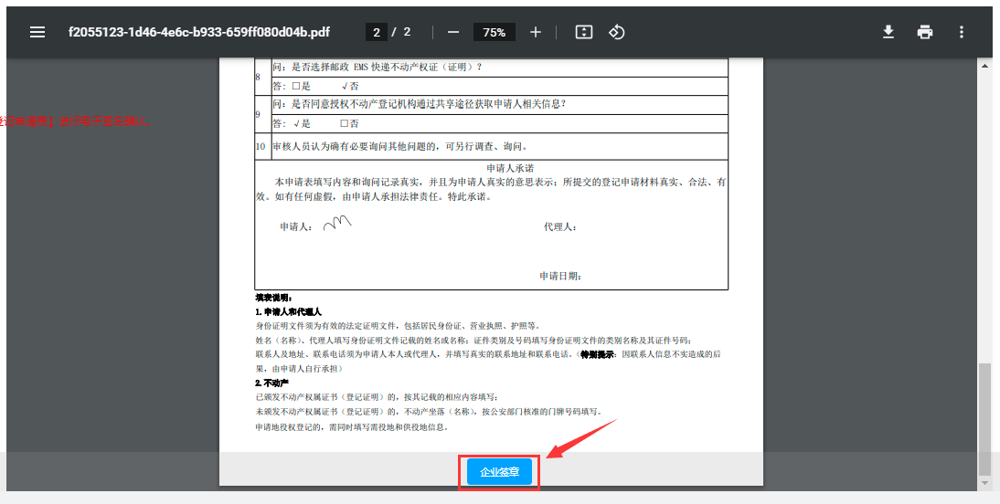 f2055123-1d46-4e6c-b933-659ff080d04b.pdf 2 / 2 75%
8 问：是否选择邮政 EMS 快递不动产权证（证明）？
答：□是 √否
9 问：是否同意授权不动产登记机构通过共享途径获取申请人相关信息？
答：√是 □否
10 审核人员认为确有必要询问其他问题的，可另行调查、询问。
申请人承诺
本申请表填写内容和询问记录真实，并且为申请人真实的意思表示；所提交的登记申请材料真实、合法、有
效。如有任何虚假，由申请人承担法律责任。特此承诺。
申请人： 代理人：
申请日期：
填表说明：
1.申请人和代理人
身份证明文件须为有效的法定证明文件，包括居民身份证、营业执照、护照等。
姓名（名称）、代理人填写身份证明文件记载的姓名或名称；证件类别及号码填写身份证明文件的类别名称及其证件号码；
联系人及地址、联系电话须为申请人本人或代理人，并填写真实的联系地址和联系电话。（特别提示：因联系人信息不实造成的后
果，由申请人自行承担）
2.不动产
已颁发不动产权属证书（登记证明）的，按其记载的相应内容填写；
未颁发不动产权属证书（登记证明）的，不动产坐落（名称），按公安部门核准的门牌号码填写。
申请地役权登记的，需同时填写需役地和供役地信息。
企业签章